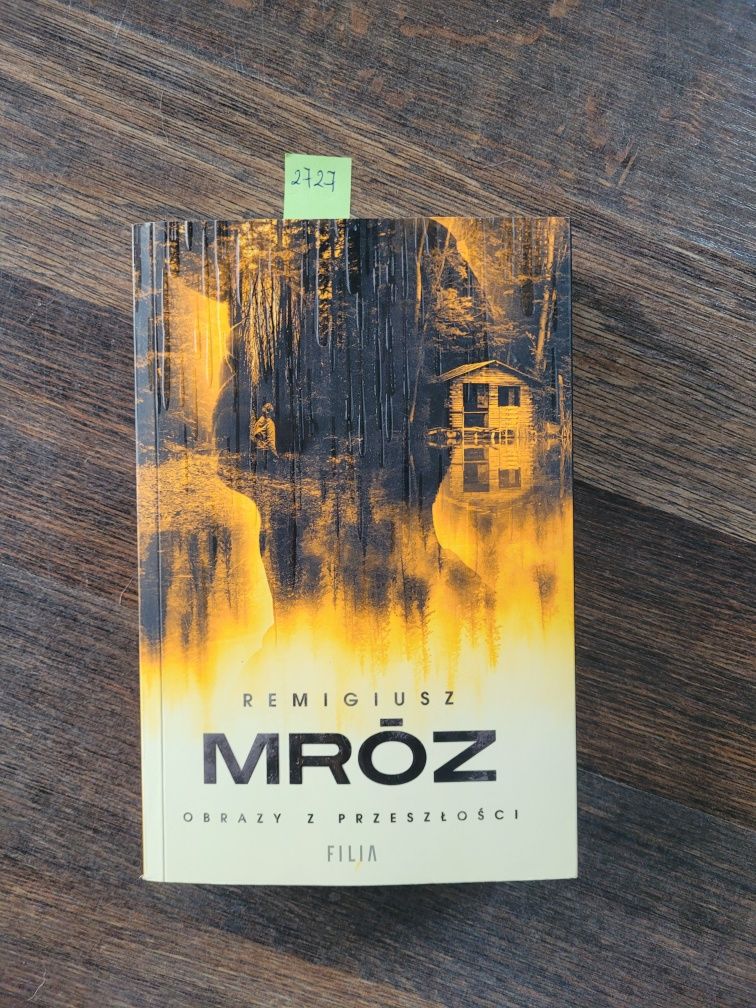 2727
REMIGIUSZ
MRÓZ
OBRAZY Z PRZESZŁOŚCI
FILIA